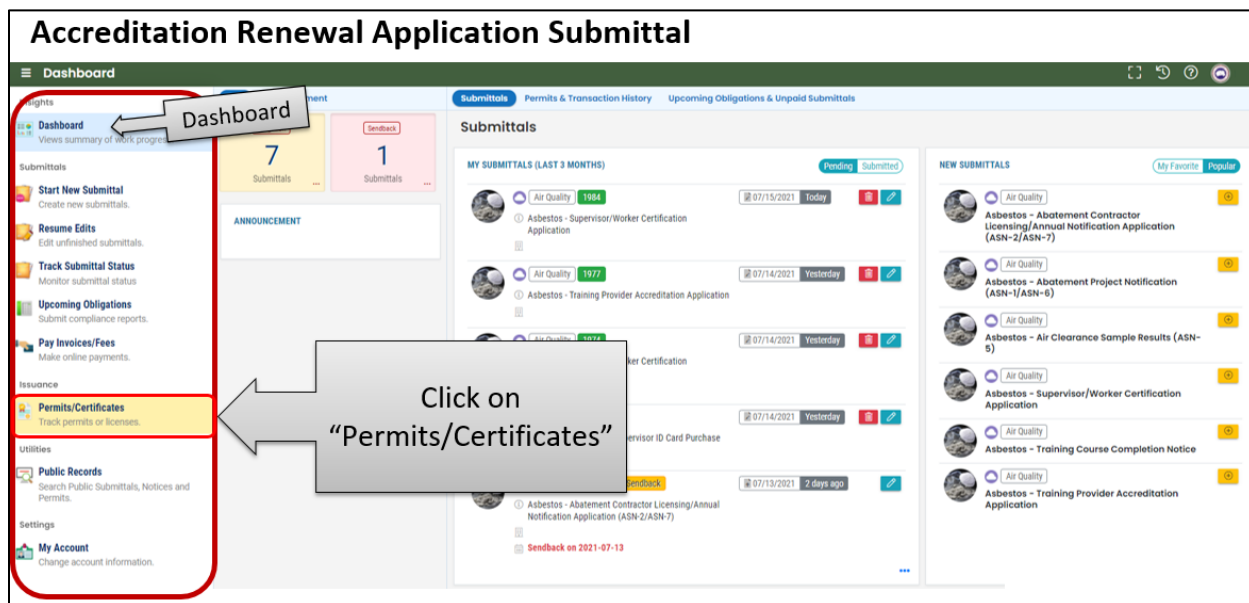 Accreditation Renewal Application Submittal
Dashboard
Insights
Dashboard
Views summary of work progress
Submittals
Start New Submittal
Create new submittals.
Resume Edits
Edit unfinished submittals.
Track Submittal Status
Monitor submittal status
Upcoming Obligations
Submit compliance reports.
Pay Invoices/Fees
Make online payments.
Issuance
Permits/Certificates
Track permits or licenses.
Utilities
Public Records
Search Public Submittals, Notices and
Permits.
Settings
My Account
Change account information.
Dashboard
7
Submittals
...
Sendback
1
Submittals
...
ANNOUNCEMENT
Click on
“Permits/Certificates”
Submittals Permits & Transaction History Upcoming Obligations & Unpaid Submittals
Submittals
MY SUBMITTALS (LAST 3 MONTHS) Pending Submitted
Air Quality 1984 07/15/2021 Today
Asbestos - Supervisor/Worker Certification
Application
Air Quality 1977 07/14/2021 Yesterday
Asbestos - Training Provider Accreditation Application
Air Quality 1974 07/14/2021 Yesterday
ker Certification
07/14/2021 Yesterday
ervisor ID Card Purchase
Sendback 07/13/2021 2 days ago
Asbestos - Abatement Contractor Licensing/Annual
Notification Application (ASN-2/ASN-7)
Sendback on 2021-07-13
...
NEW SUBMITTALS My Favorite Popular
Air Quality
Asbestos - Abatement Contractor
Licensing/Annual Notification Application
(ASN-2/ASN-7)
Air Quality
Asbestos - Abatement Project Notification
(ASN-1/ASN-6)
Air Quality
Asbestos - Air Clearance Sample Results (ASN-
5)
Air Quality
Asbestos - Supervisor/Worker Certification
Application
Air Quality
Asbestos - Training Course Completion Notice
Air Quality
Asbestos - Training Provider Accreditation
Application